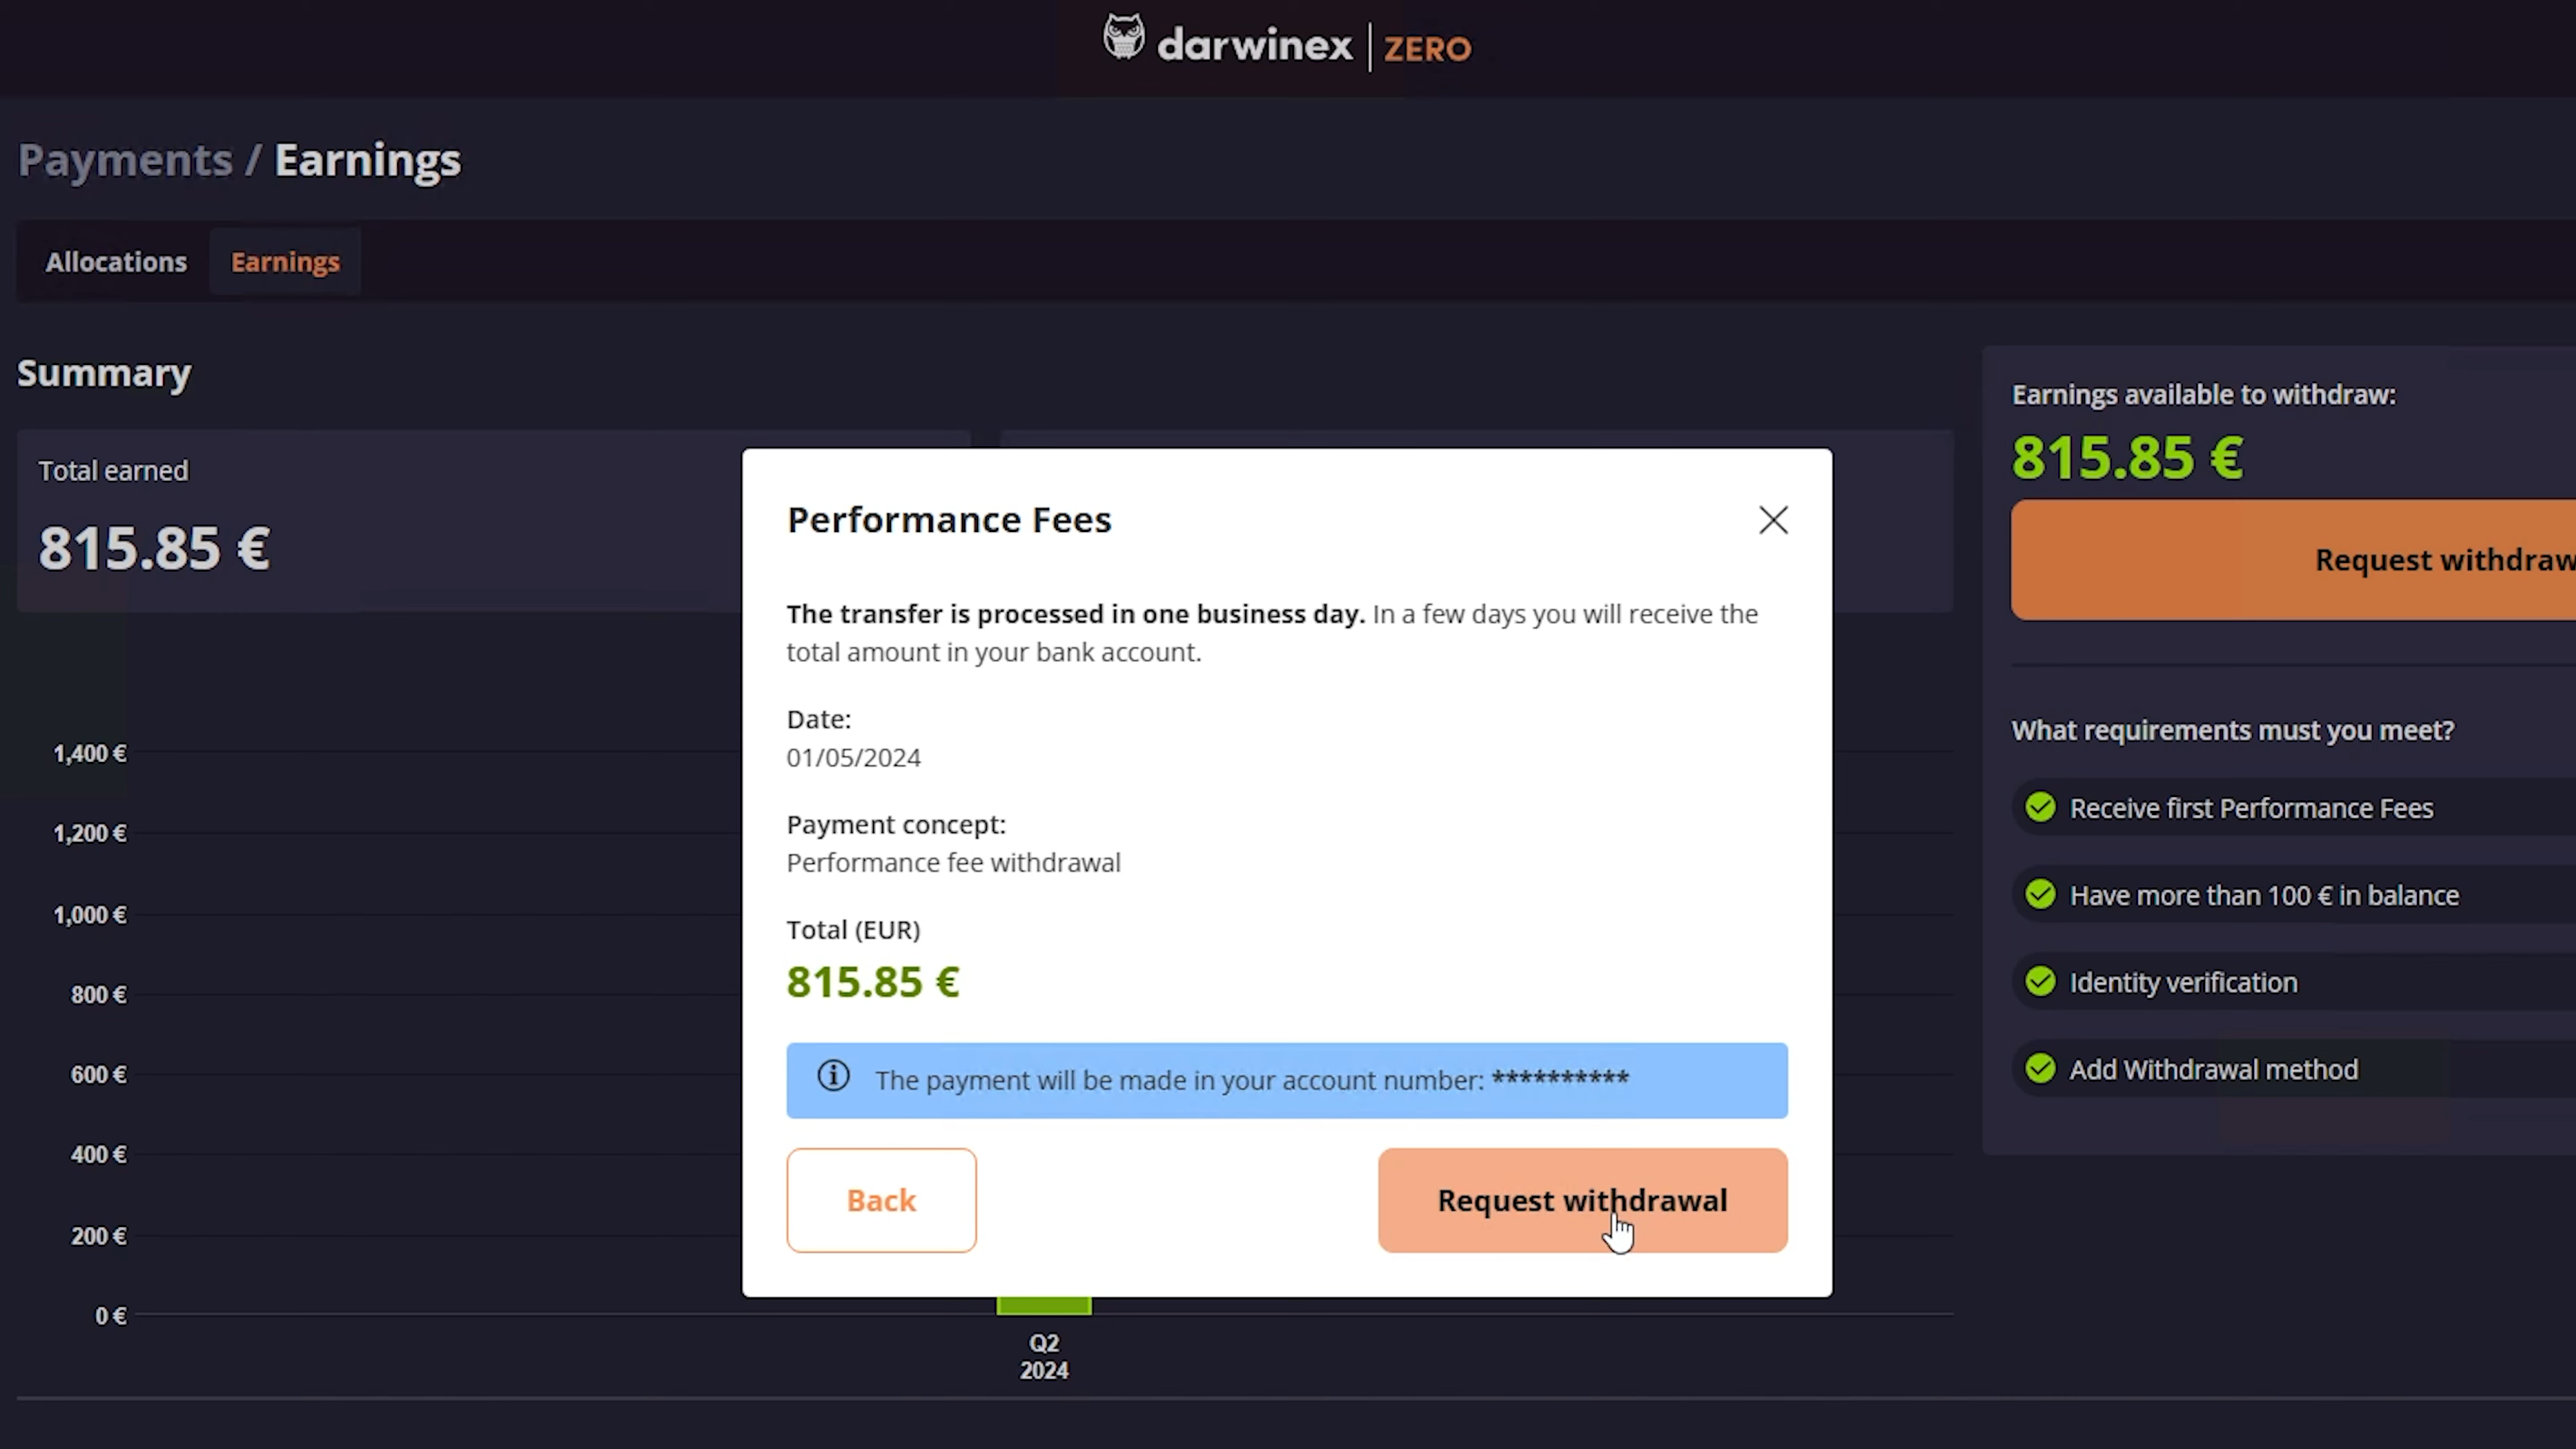 darwinex | ZERO
Payments / Earnings
Allocations
Earnings
Summary
Total earned
815.85 €
Earnings available to withdraw:
815.85 €
Request withdraw
What requirements must you meet?
Receive first Performance Fees
Have more than 100 € in balance
Identity verification
Add Withdrawal method
Performance Fees
The transfer is processed in one business day. In a few days you will receive the
total amount in your bank account.
Date:
01/05/2024
Payment concept:
Performance fee withdrawal
Total (EUR)
815.85 €
The payment will be made in your account number: **********
Back
Request withdrawal
1,400 €
1,200 €
1,000 €
800 €
600 €
400 €
200 €
0 €
Q2
2024